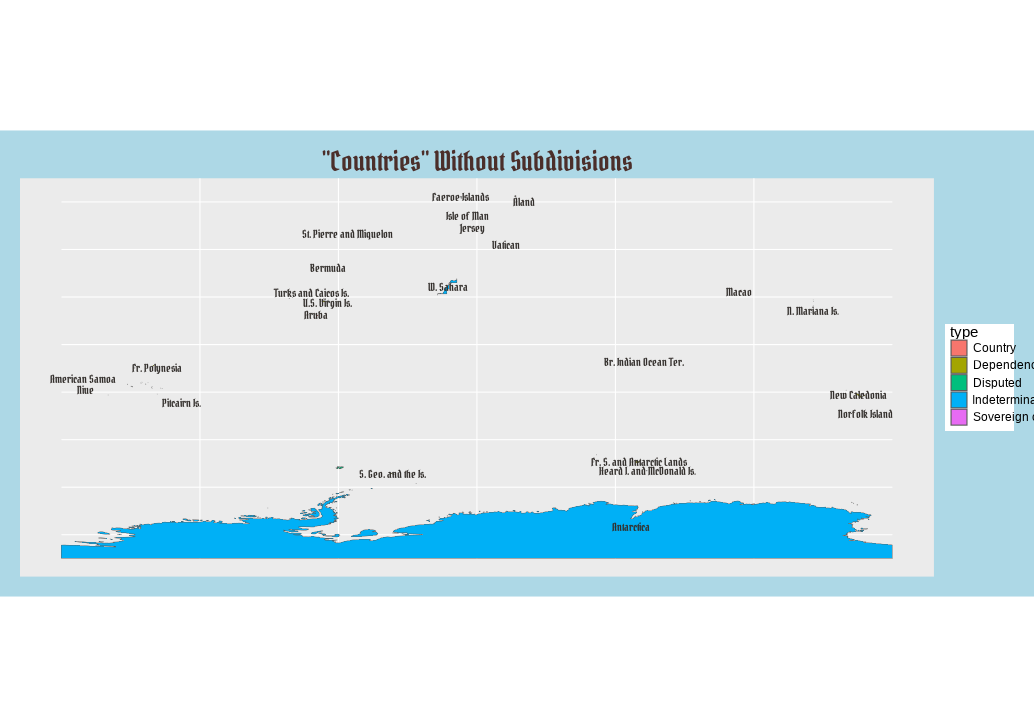 "Countries" Without Subdivisions
Faeroe-Islands
Åland
Isle of Man
Jersey
St. Pierre and Miquelon
Vatican
Bermuda
W. Sahara
Turks and Caicos Is.
Macao
U.S. Virgin Is.
N. Mariana Is.
Aruba
Br. Indian Ocean Ter.
Fr. Polynesia
American Samoa
Niue
New Caledonia
Pitcairn Is.
Norfolk Island
Fr. S. and Antarctic Lands
Heard I. and McDonald Is.
S. Geo. and the Is.
Antarctica
type
Country
Dependenc
Disputed
Indetermina
Sovereign c